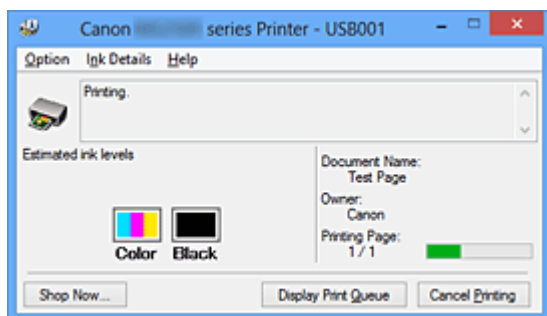 Canon series Printer - USB001
Option Ink Details Help
Printing.
Estimated ink levels
Color Black
Document Name:
Test Page
Owner:
Canon
Printing Page:
1 / 1
Shop Now... Display Print Queue Cancel Printing